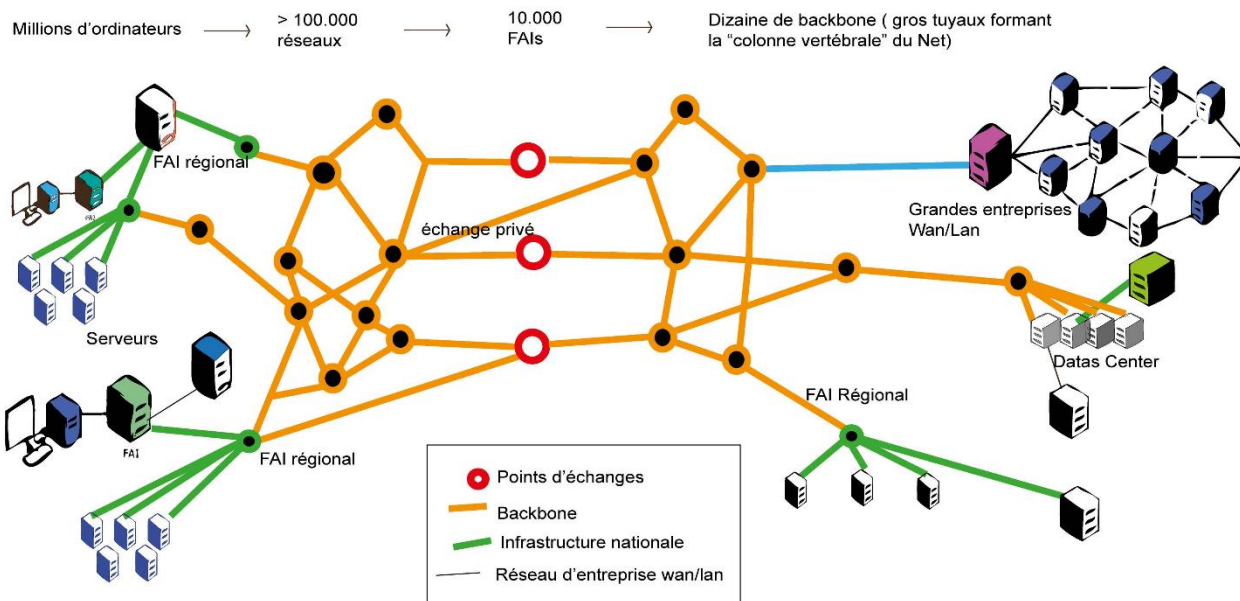 Millions d'ordinateurs
> 100.000
réseaux
10.000
FAIs
Dizaine de backbone ( gros tuyaux formant
la "colonne vertébrale" du Net)
FAI régional
FAI
échange privé
Grandes entreprises
Wan/Lan
Serveurs
Datas Center
FAI
FAI régional
FAI Régional
Points d'échanges
Backbone
Infrastructure nationale
Réseau d'entreprise wan/lan